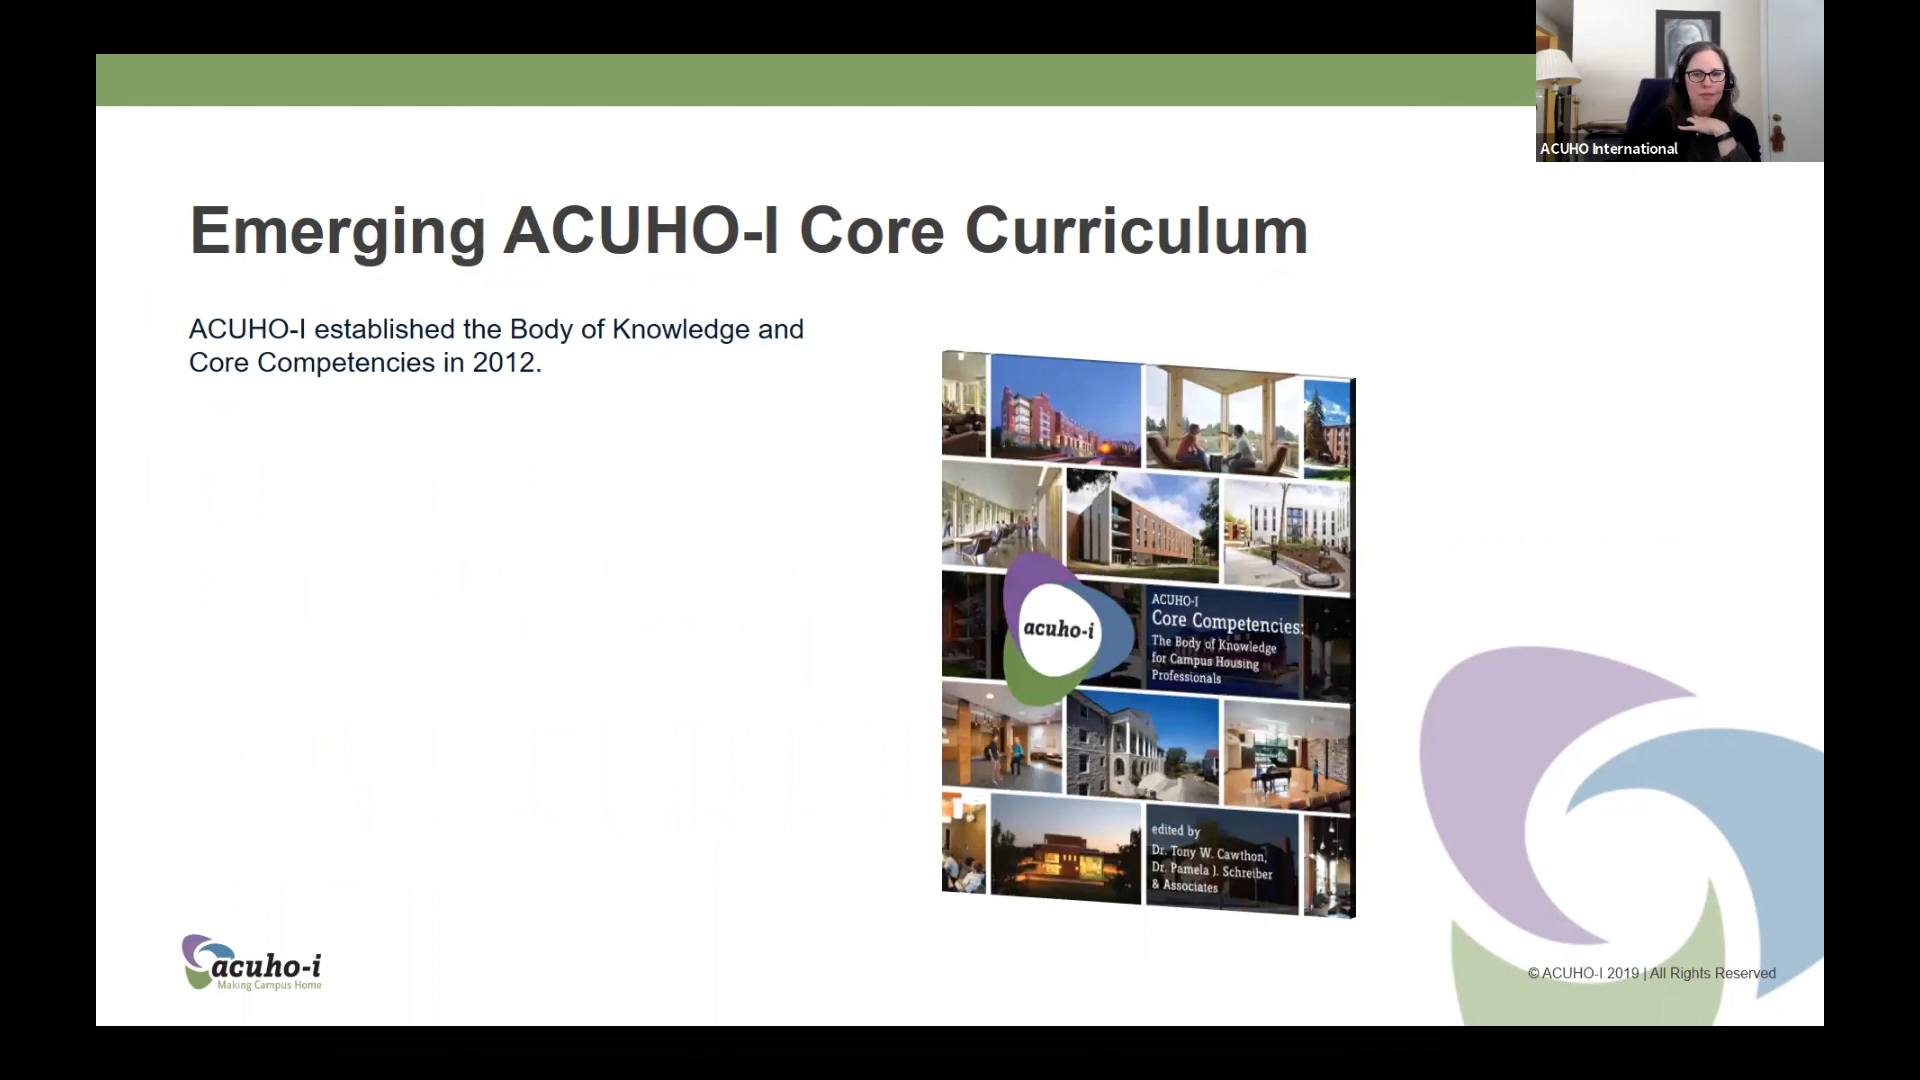 ACUHO International
Emerging ACUHO-I Core Curriculum
ACUHO-I established the Body of Knowledge and
Core Competencies in 2012.
acuho-i
ACUHO-I
Core Competencies:
The Body of Knowledge
for Campus Housing
Professionals
edited by
Dr. Tony W. Cawthon,
Dr. Pamela J. Schreiber
& Associates
acuho-i
Making Campus Home
© ACUHO-I 2019 | All Rights Reserved